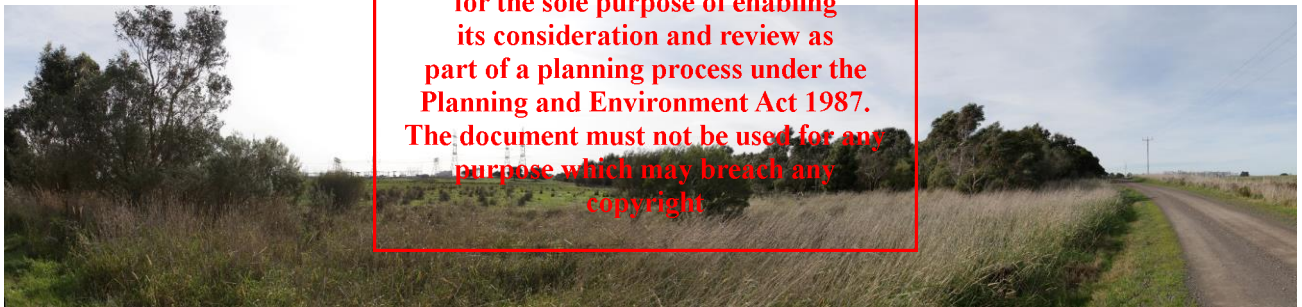 for the sole purpose of enabling
its consideration and review as
part of a planning process under the
Planning and Environment Act 1987.
The document must not be used for any
purpose which may breach any
copyright